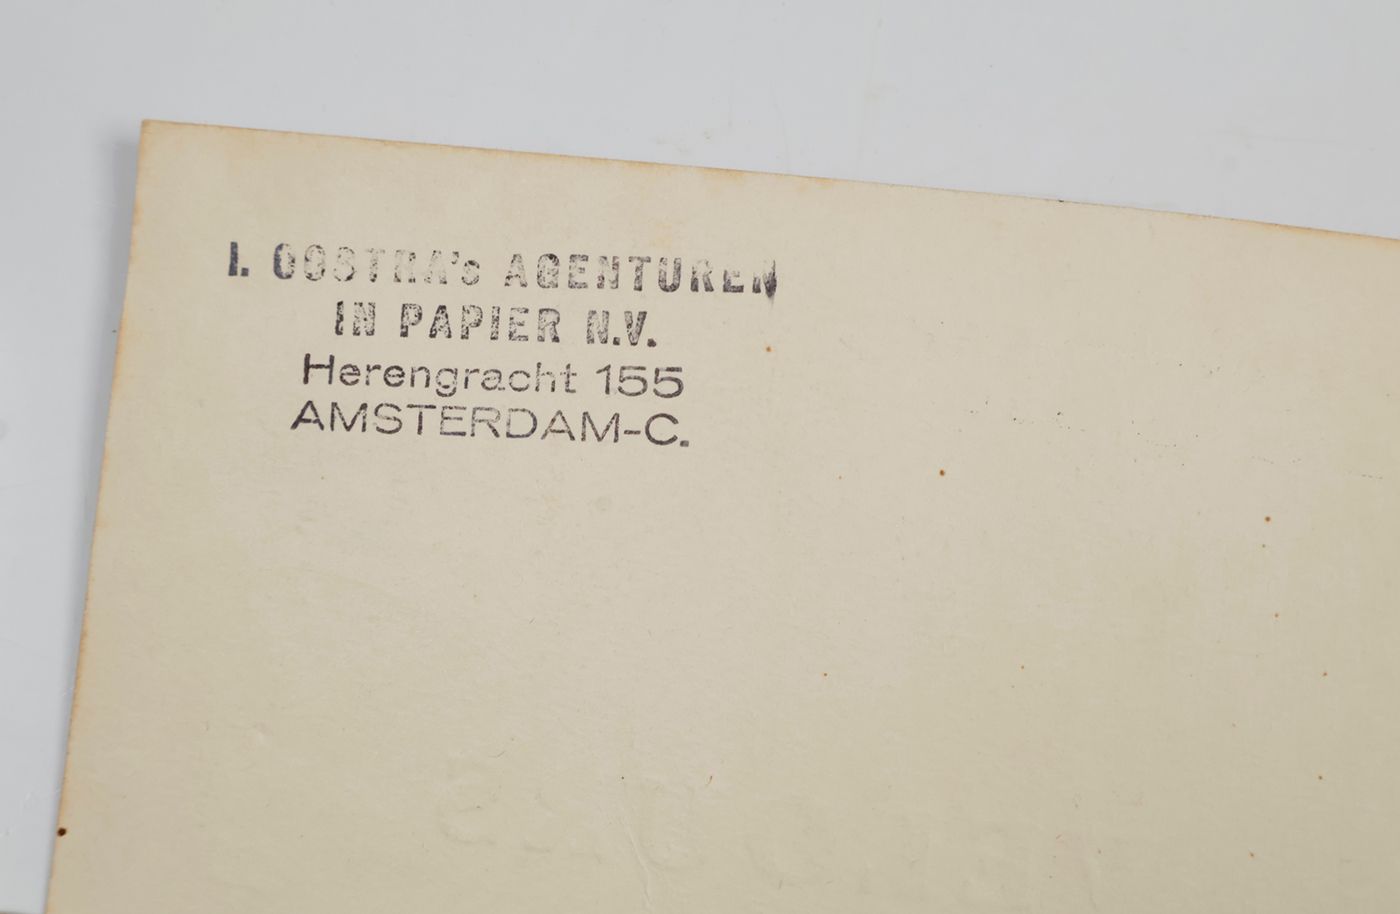 I. OOSTRA's AGENTUREN
IN PAPIER N.V.
Herengracht 155
AMSTERDAM-C.